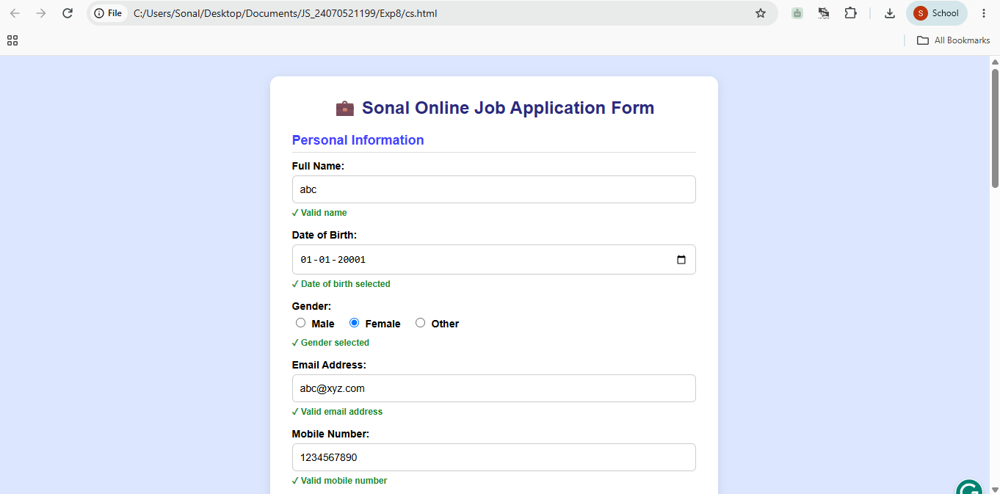 File C:/Users/Sonal/Desktop/Documents/JS_24070521199/Exp8/cs.html S School
All Bookmarks
Sonal Online Job Application Form
Personal Information
Full Name:
abc
✓ Valid name
Date of Birth:
01-01-20001
✓ Date of birth selected
Gender:
Male Female Other
✓ Gender selected
Email Address:
abc@xyz.com
✓ Valid email address
Mobile Number:
1234567890
✓ Valid mobile number